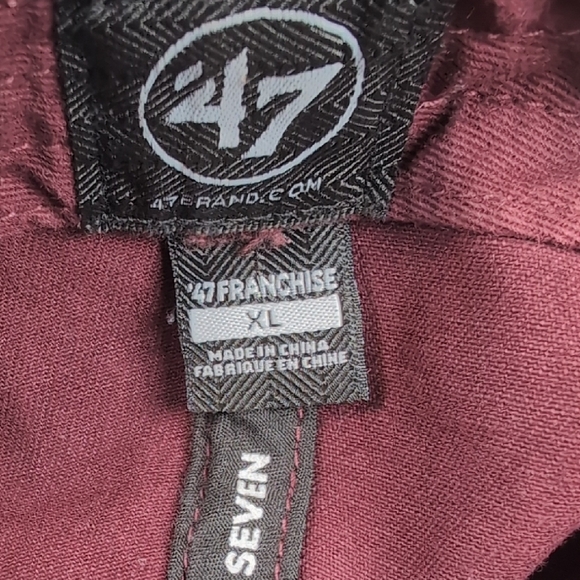 '47
47BRAND.COM
'47 FRANCHISE
XL
MADE IN CHINA
FABRIQUE EN CHINE
SEVEN